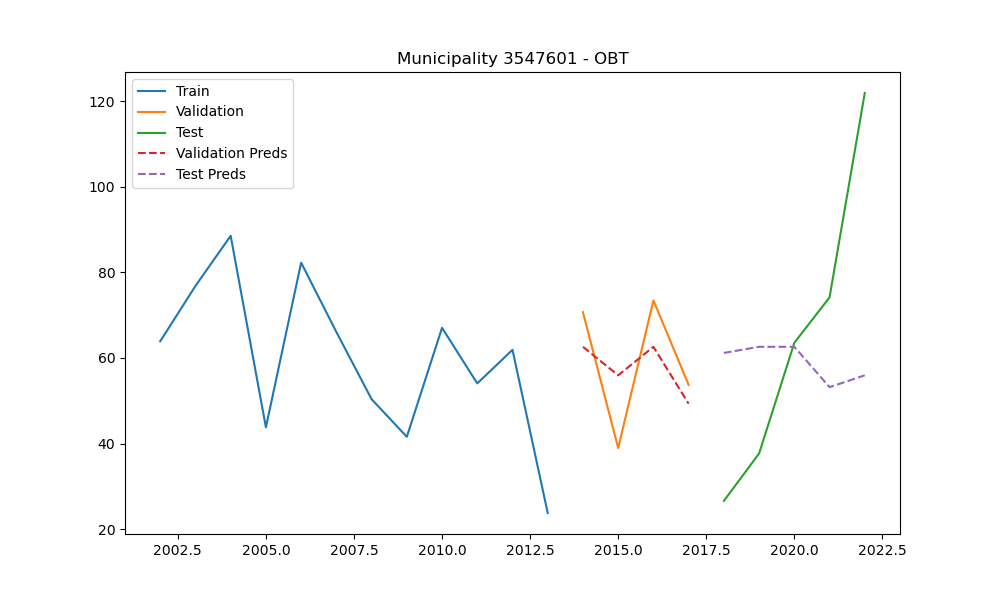 Municipality 3547601 - OBT
Train
Validation
Test
Validation Preds
Test Preds
120
100
80
60
40
20
2002.5 2005.0 2007.5 2010.0 2012.5 2015.0 2017.5 2020.0 2022.5